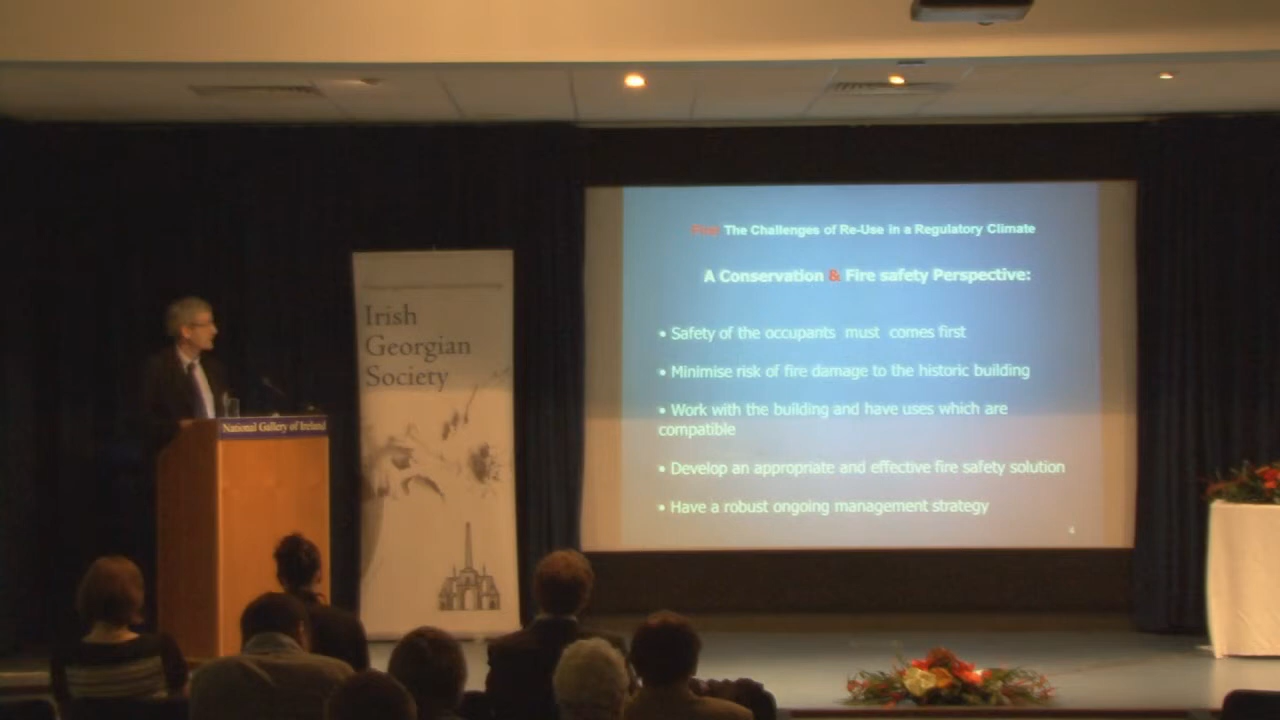 First The Challenges of Re-Use in a Regulatory Climate
A Conservation & Fire safety Perspective:
• Safety of the occupants must comes first
• Minimise risk of fire damage to the historic building
• Work with the building and have uses which are
compatible
• Develop an appropriate and effective fire safety solution
• Have a robust ongoing management strategy
4
Irish
Georgian
Society
National Gallery of Ireland